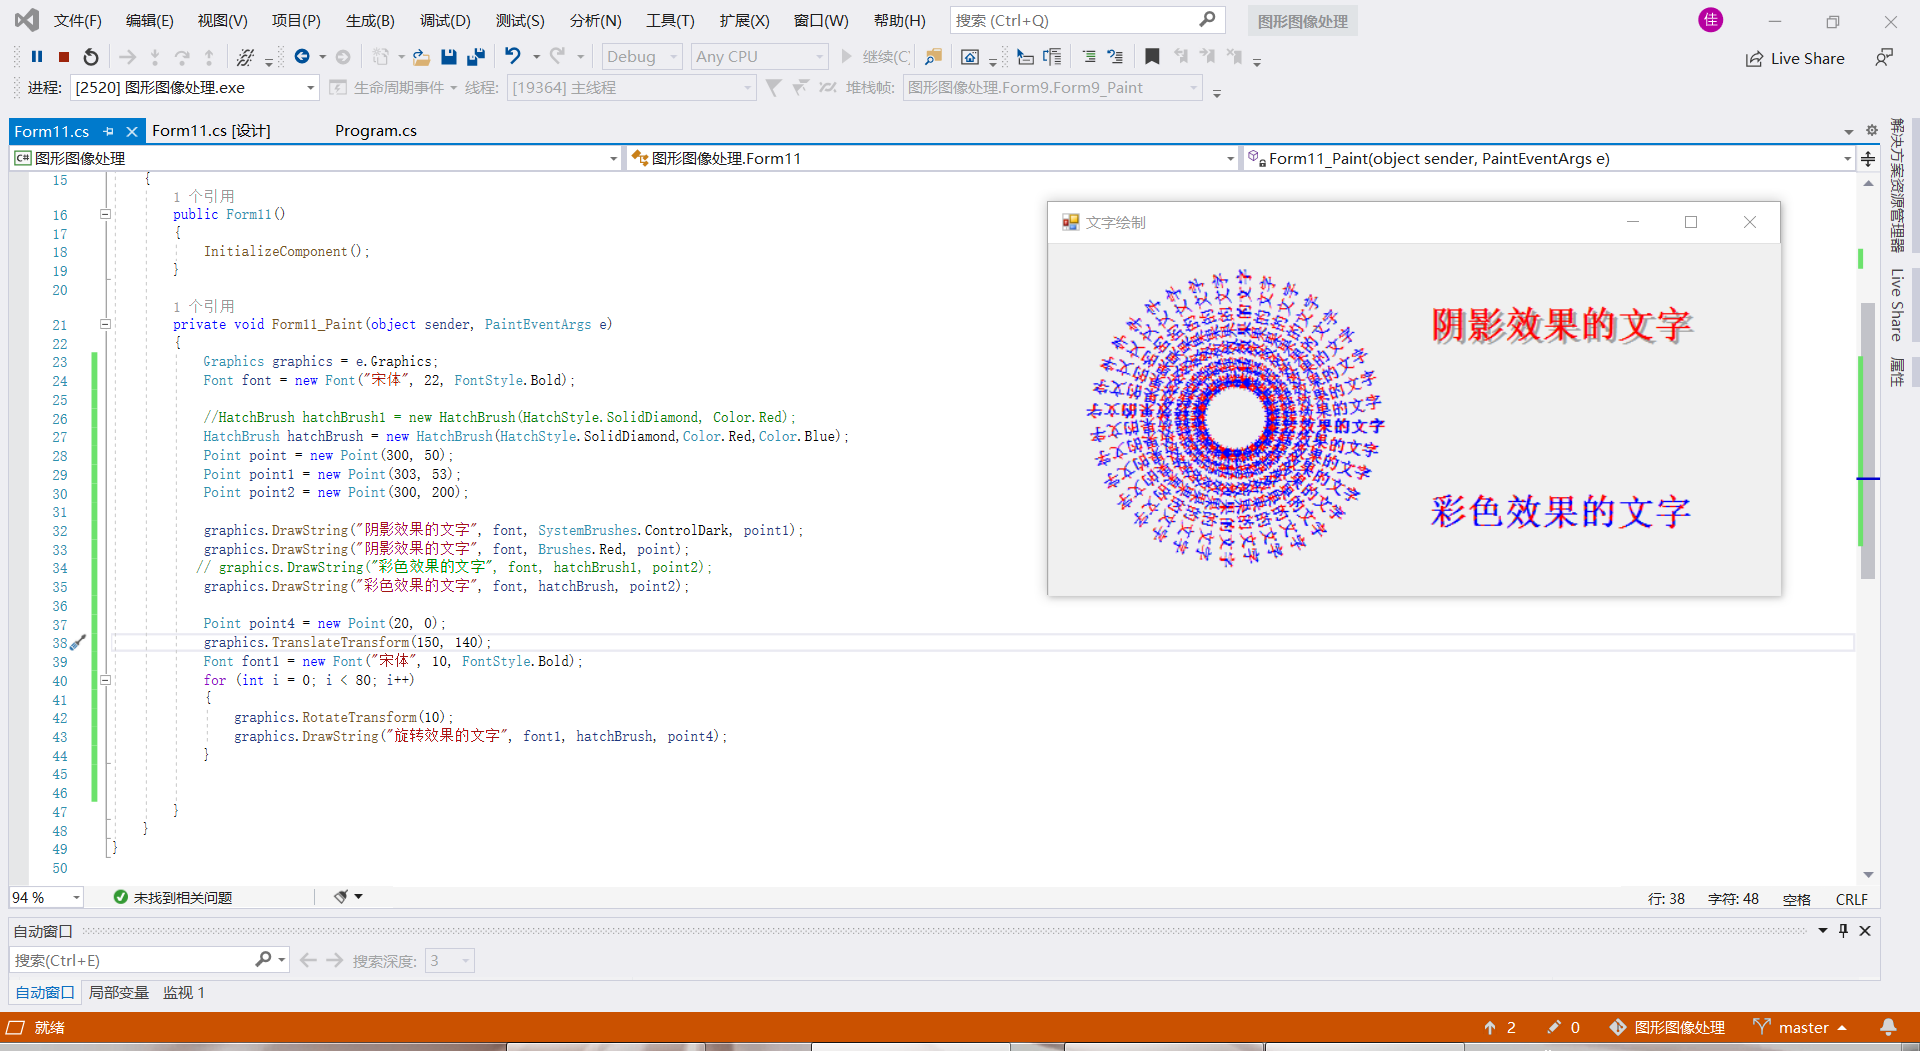 文件(F) 编辑(E) 视图(V) 项目(P) 生成(B) 调试(D) 测试(S) 分析(N) 工具(T) 扩展(X) 窗口(W) 帮助(H) 搜索 (Ctrl+Q) 图形图像处理 佳
Debug Any CPU 继续(C Live Share
进程: [2520] 图形图像处理.exe 生命周期事件 线程: [19364] 主线程 堆栈帧: 图形图像处理.Form9.Form9_Paint
Form11.cs Form11.cs [设计] Program.cs
C# 图形图像处理 图形图像处理.Form11 Form11_Paint(object sender, PaintEventArgs e)
15 {
1 个引用
16 public Form11()
17 {
18 InitializeComponent();
19 }
20
1 个引用
21 private void Form11_Paint(object sender, PaintEventArgs e)
22 {
23 Graphics graphics = e.Graphics;
24 Font font = new Font("宋体", 22, FontStyle.Bold);
25
26 //HatchBrush hatchBrush1 = new HatchBrush(HatchStyle.SolidDiamond, Color.Red);
27 HatchBrush hatchBrush = new HatchBrush(HatchStyle.SolidDiamond,Color.Red,Color.Blue);
28 Point point = new Point(300, 50);
29 Point point1 = new Point(303, 53);
30 Point point2 = new Point(300, 200);
31
32 graphics.DrawString("阴影效果的文字", font, SystemBrushes.ControlDark, point1);
33 graphics.DrawString("阴影效果的文字", font, Brushes.Red, point);
34 // graphics.DrawString("彩色效果的文字", font, hatchBrush1, point2);
35 graphics.DrawString("彩色效果的文字", font, hatchBrush, point2);
36
37 Point point4 = new Point(20, 0);
38 graphics.TranslateTransform(150, 140);
39 Font font1 = new Font("宋体", 10, FontStyle.Bold);
40 for (int i = 0; i < 80; i++)
41 {
42 graphics.RotateTransform(10);
43 graphics.DrawString("旋转效果的文字", font1, hatchBrush, point4);
44 }
45
46
47 }
48 }
49 }
50
文字绘制
阴影效果的文字
效果的文字
彩色效果的文字
解决方案资源管理器
Live Share
属性
94 % 未找到相关问题 行: 38 字符: 48 空格 CRLF
自动窗口
搜索(Ctrl+E) 搜索深度: 3
自动窗口 局部变量 监视 1
就绪 2 0 图形图像处理 master